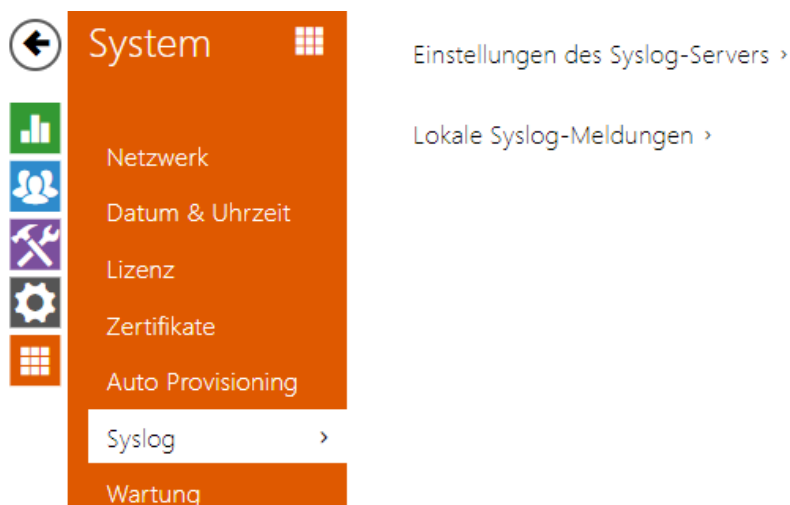 System
Netzwerk
Datum & Uhrzeit
Lizenz
Zertifikate
Auto Provisioning
Syslog
Wartung
Einstellungen des Syslog-Servers
Lokale Syslog-Meldungen